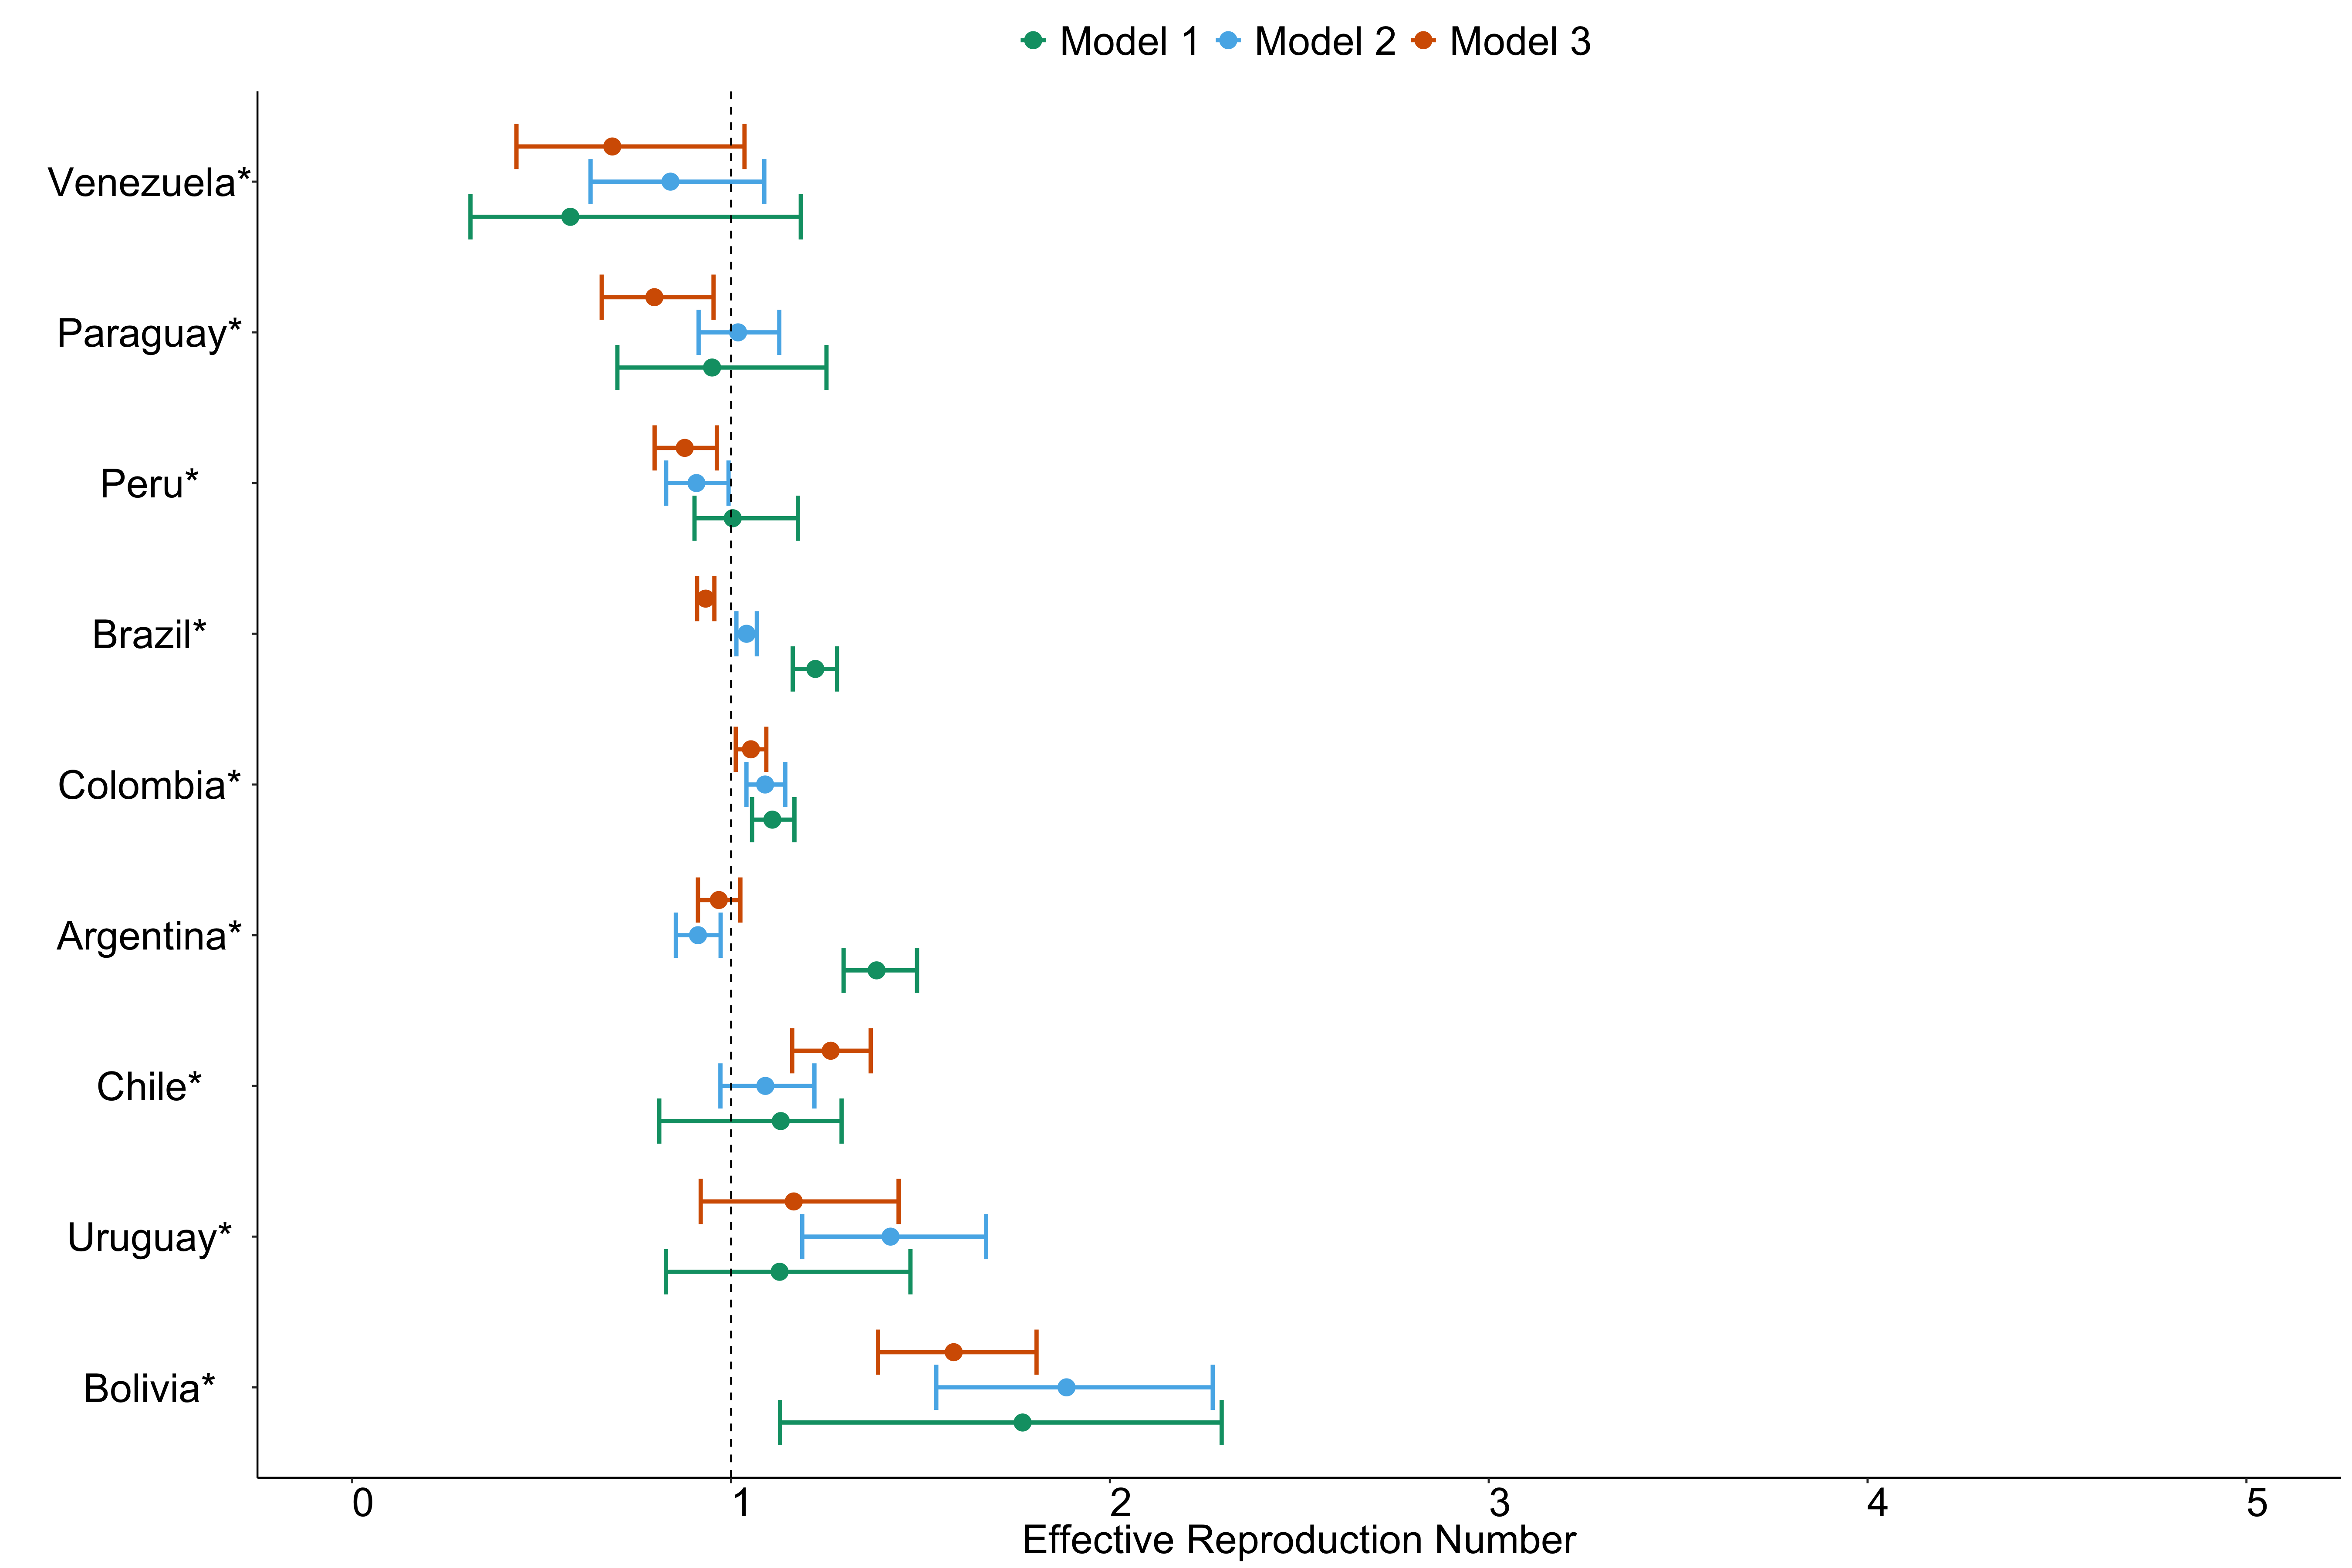 Model 1 Model 2 Model 3
Venezuela*
Paraguay*
Peru*
Brazil*
Colombia*
Argentina*
Chile*
Uruguay*
Bolivia*
0 1 2 3 4 5
Effective Reproduction Number